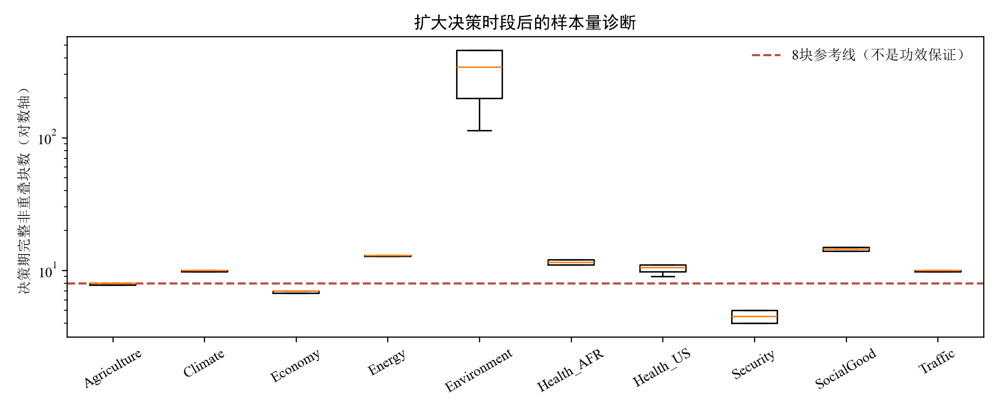 扩大决策时段后的样本量诊断
8块参考线（不是功效保证）
决策期完整非重叠块数（对数轴）
10²
10¹
Agriculture
Climate
Economy
Energy
Environment
Health_AFR
Health_US
Security
SocialGood
Traffic